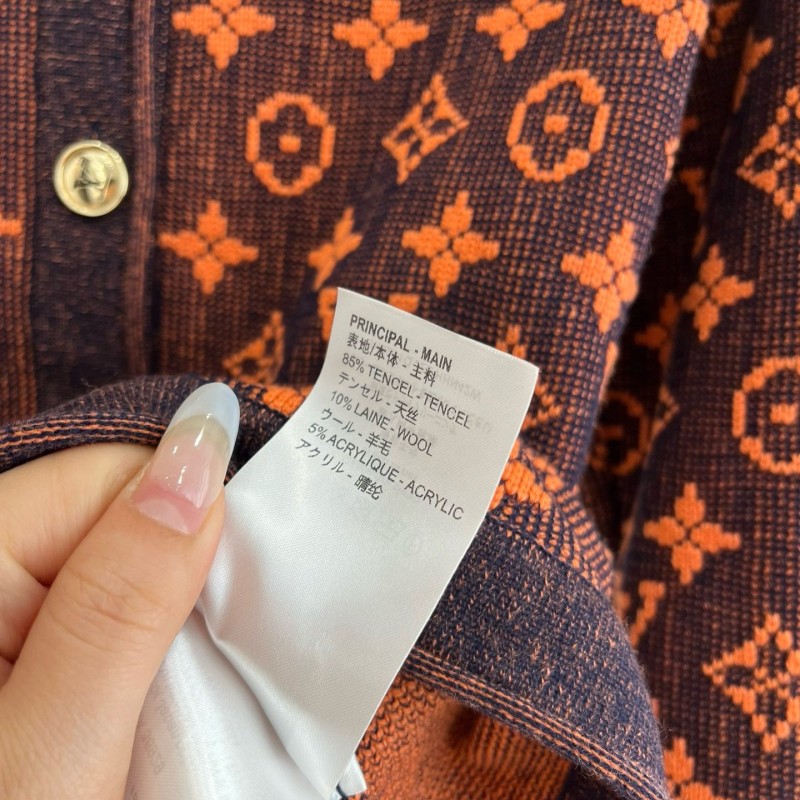 PRINCIPAL - MAIN
表地/本体 - 主料
85% TENCEL - TENCEL
テンセル - 天丝
10% LAINE - WOOL
ウール - 羊毛
5% ACRYLIQUE - ACRYLIC
アクリル - 腈纶